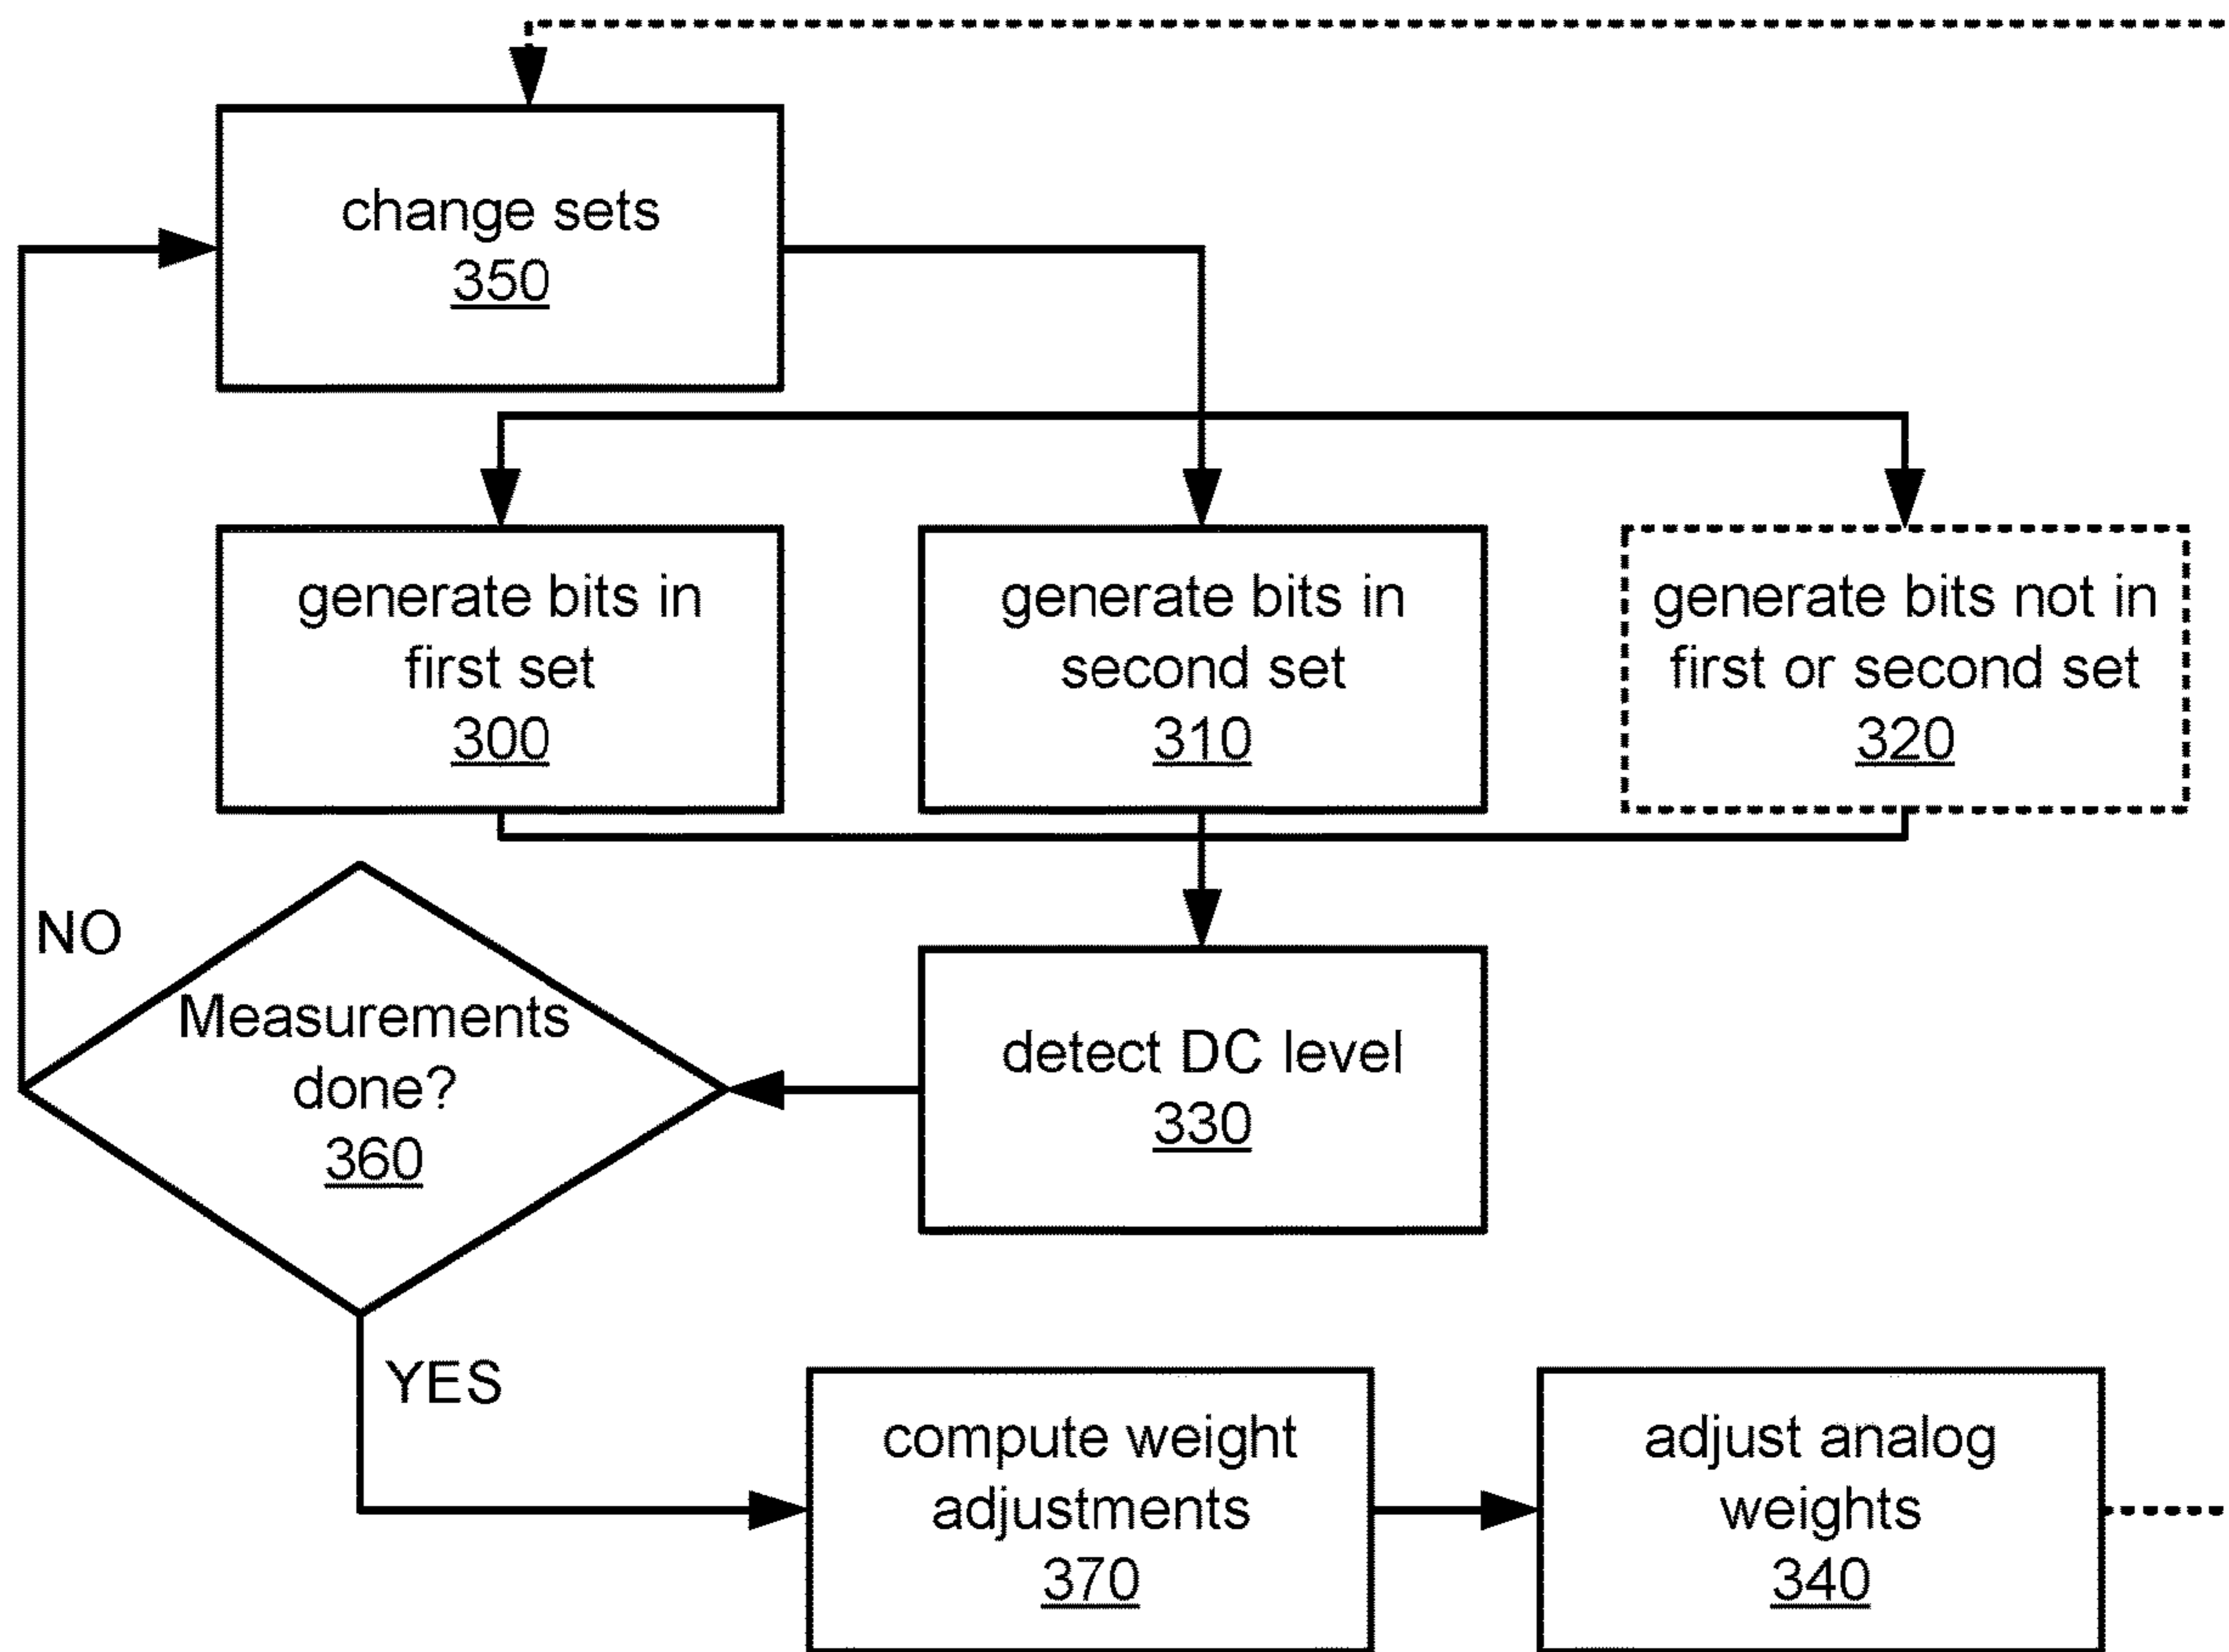 change sets
350
generate bits in
first set
300
generate bits in
second set
310
generate bits not in
first or second set
320
NO
Measurements
done?
360
detect DC level
330
YES
compute weight
adjustments
370
adjust analog
weights
340